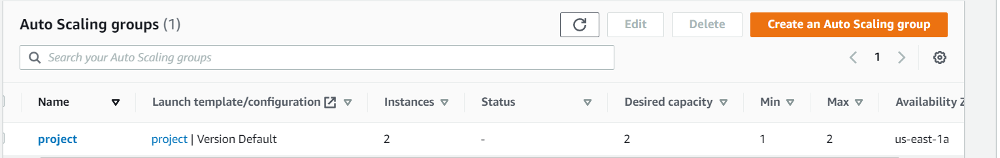 Auto Scaling groups (1)
Edit
Delete
Create an Auto Scaling group
Search your Auto Scaling groups
1
Name Launch template/configuration Instances Status Desired capacity Min Max Availability Z
project project | Version Default 2 - 2 1 2 us-east-1a